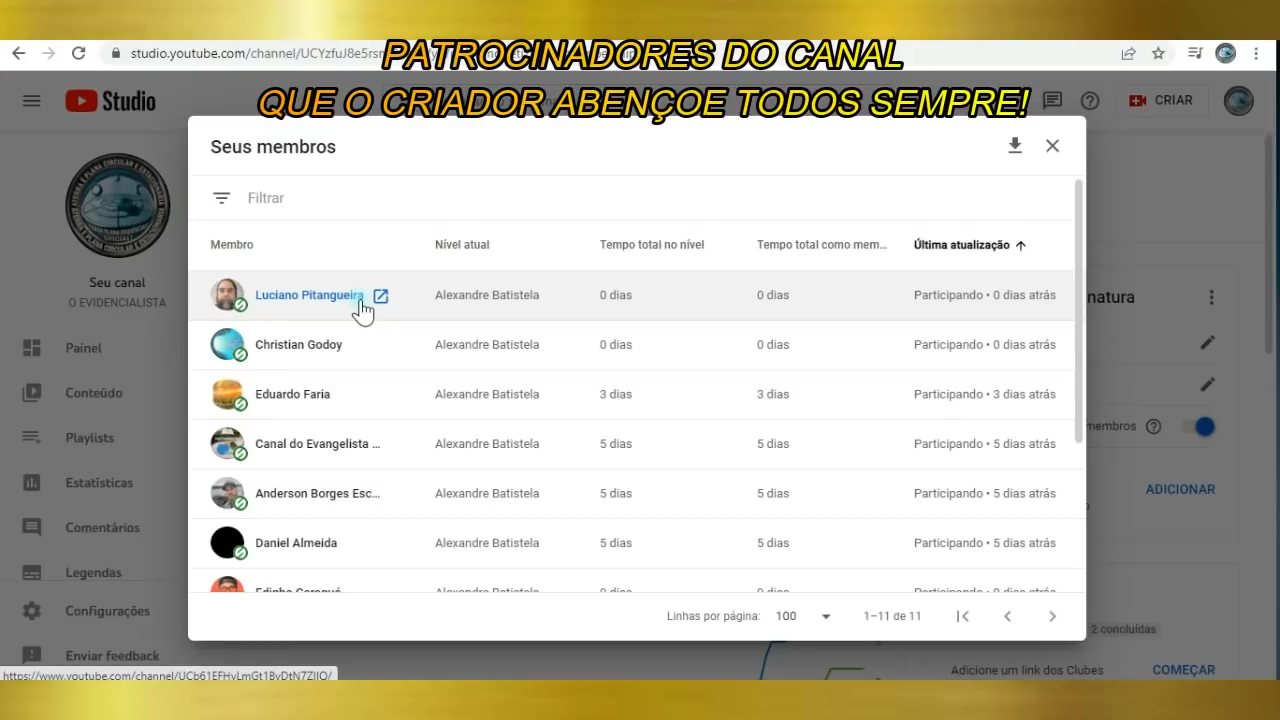 PATROCINADORES DO CANAL
QUE O CRIADOR ABENÇOE TODOS SEMPRE!
studio.youtube.com/channel/UCYzfuJ8e5rsr
Studio
CRIAR
Seus membros
Filtrar
Membro Nível atual Tempo total no nível Tempo total como mem... Última atualização
Luciano Pitangueira Alexandre Batistela 0 dias 0 dias Participando • 0 dias atrás
Christian Godoy Alexandre Batistela 0 dias 0 dias Participando • 0 dias atrás
Eduardo Faria Alexandre Batistela 3 dias 3 dias Participando • 3 dias atrás
Canal do Evangelista ... Alexandre Batistela 5 dias 5 dias Participando • 5 dias atrás
Anderson Borges Esc... Alexandre Batistela 5 dias 5 dias Participando • 5 dias atrás
Daniel Almeida Alexandre Batistela 5 dias 5 dias Participando • 5 dias atrás
Linhas por página: 100 1–11 de 11
Seu canal
O EVIDENCIALISTA
Painel
Conteúdo
Playlists
Estatísticas
Comentários
Legendas
Configurações
Enviar feedback
natura
membros
ADICIONAR
2 concluídas
Adicione um link dos Clubes
COMEÇAR